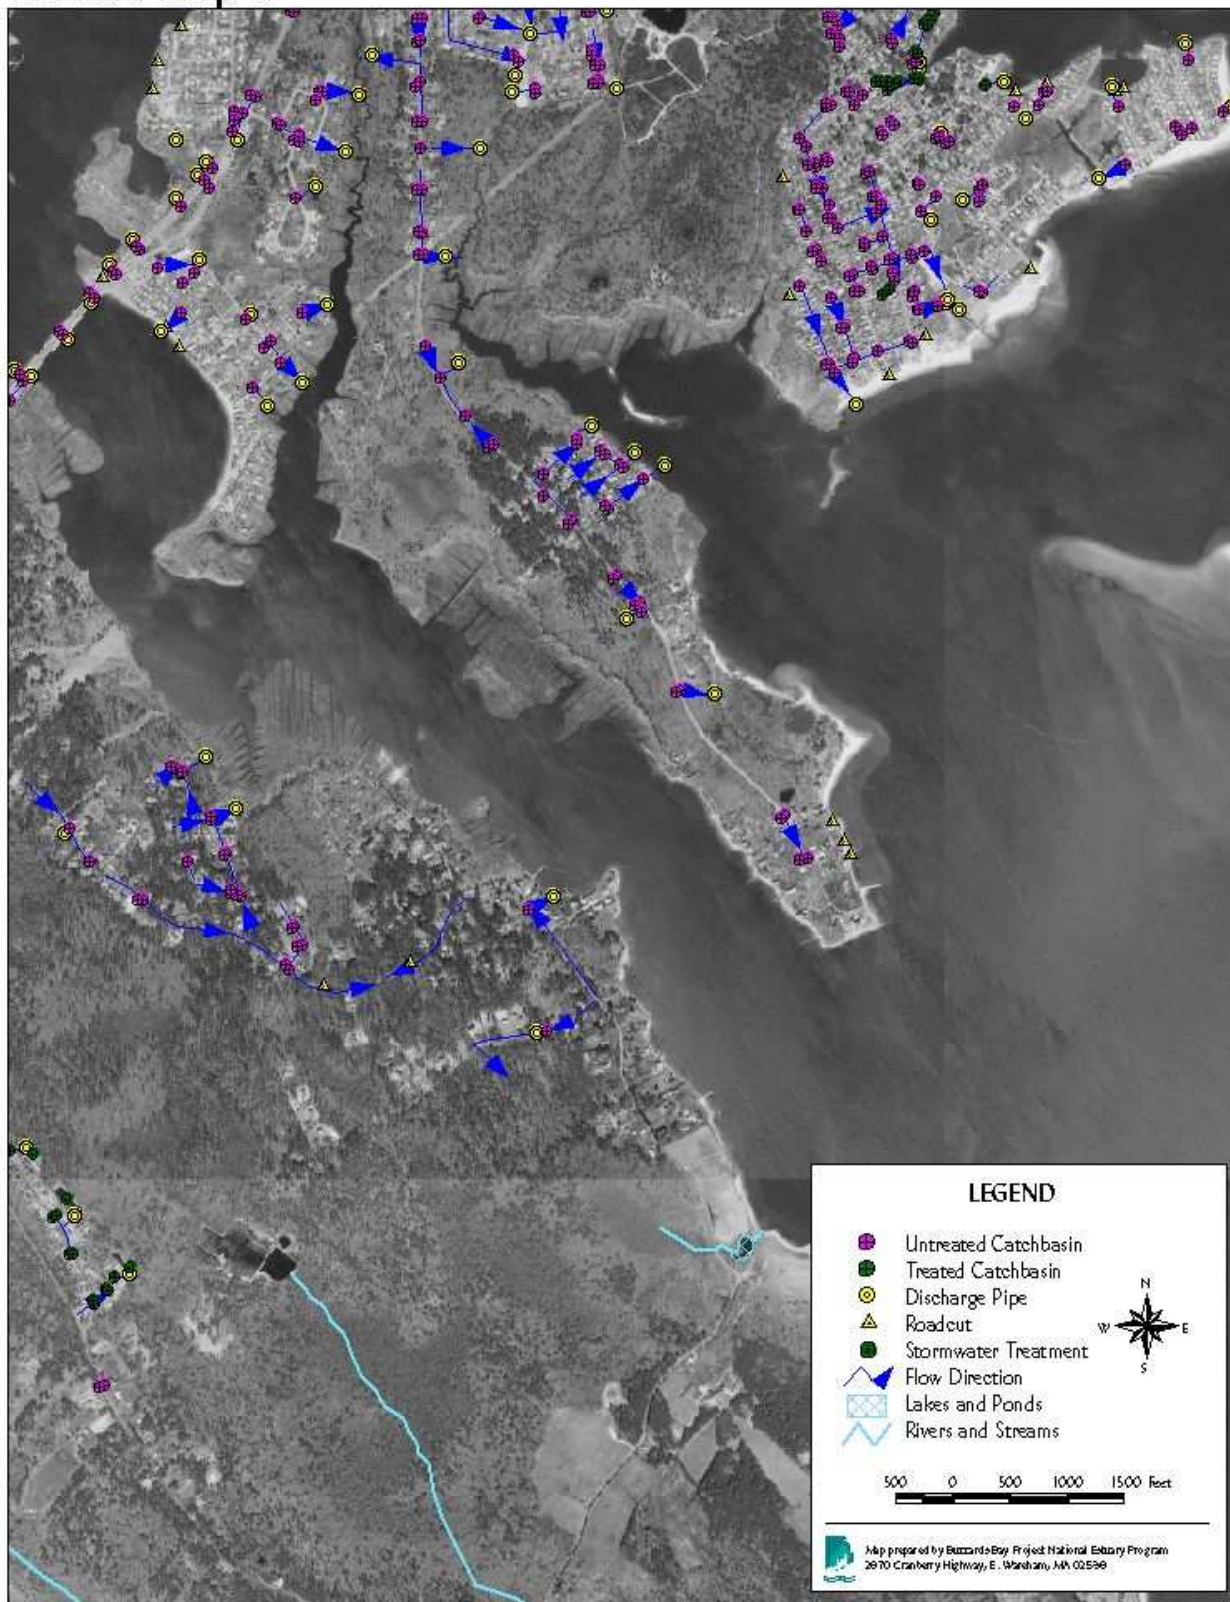 LEGEND
Untreated Catchbasin
Treated Catchbasin
Discharge Pipe
Roadcut
Stormwater Treatment
Flow Direction
Lakes and Ponds
Rivers and Streams
N
W E
S
500 0 500 1000 1500 Feet
Map prepared by Buzzards Bay Project National Estuary Program
2870 Cranberry Highway, E. Wareham, MA 02538